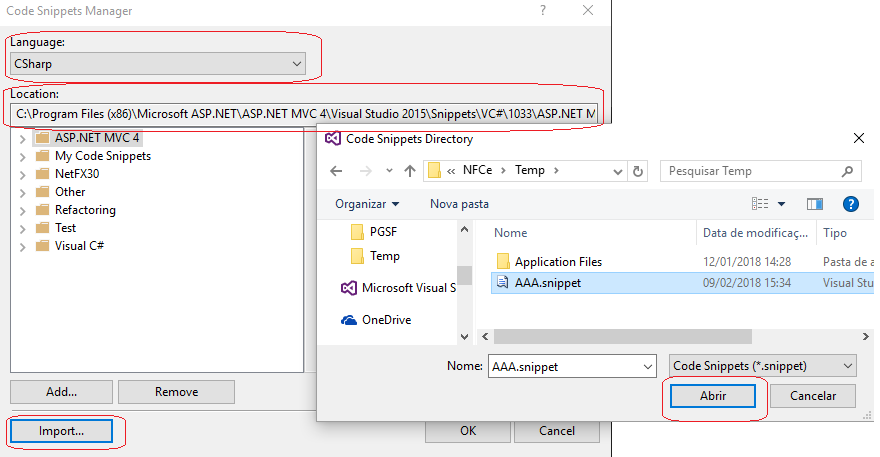 Code Snippets Manager
?
Language:
CSharp
Location:
C:\Program Files (x86)\Microsoft ASP.NET\ASP.NET MVC 4\Visual Studio 2015\Snippets\VC#\1033\ASP.NET M
ASP.NET MVC 4
My Code Snippets
NetFX30
Other
Refactoring
Test
Visual C#
Add...
Remove
Import...
OK
Cancel
Code Snippets Directory
« NFCe > Temp >
Pesquisar Temp
Organizar
Nova pasta
?
PGSF
Temp
Microsoft Visual S
OneDrive
Nome
Data de modificaç...
Tipo
Application Files
12/01/2018 14:28
Pasta de a
AAA.snippet
09/02/2018 15:34
Visual Stu
Nome:
AAA.snippet
Code Snippets (*.snippet)
Abrir
Cancelar